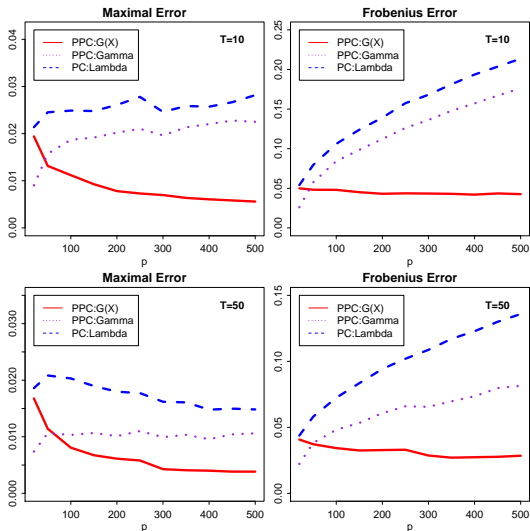 Maximal Error
0.00
0.01
0.02
0.03
0.04
PPC:G(X)
PPC:Gamma
PC:Lambda
T=10
100
200
300
400
500
p
Frobenius Error
0.00
0.05
0.10
0.15
0.20
PPC:G(X)
PPC:Gamma
PC:Lambda
T=10
100
200
300
400
500
p
Maximal Error
0.000
0.010
0.020
0.030
PPC:G(X)
PPC:Gamma
PC:Lambda
T=50
100
200
300
400
500
p
Frobenius Error
0.00
0.05
0.10
0.15
PPC:G(X)
PPC:Gamma
PC:Lambda
T=50
100
200
300
400
500
p